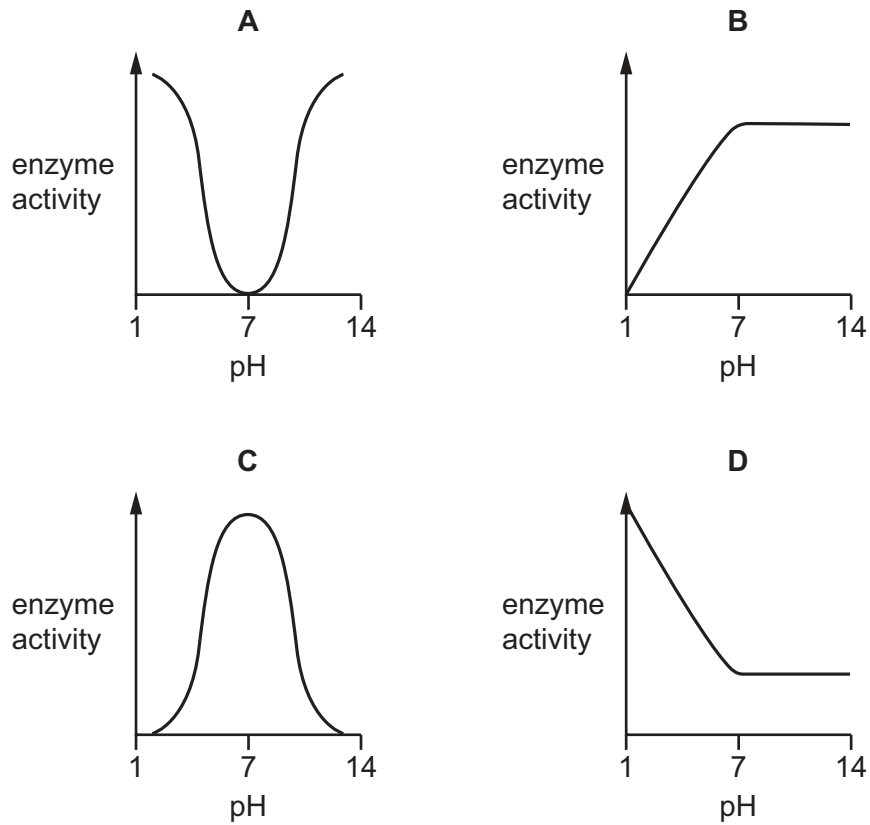 A
enzyme
activity
1
7
14
pH
B
enzyme
activity
1
7
14
pH
C
enzyme
activity
1
7
14
pH
D
enzyme
activity
1
7
14
pH